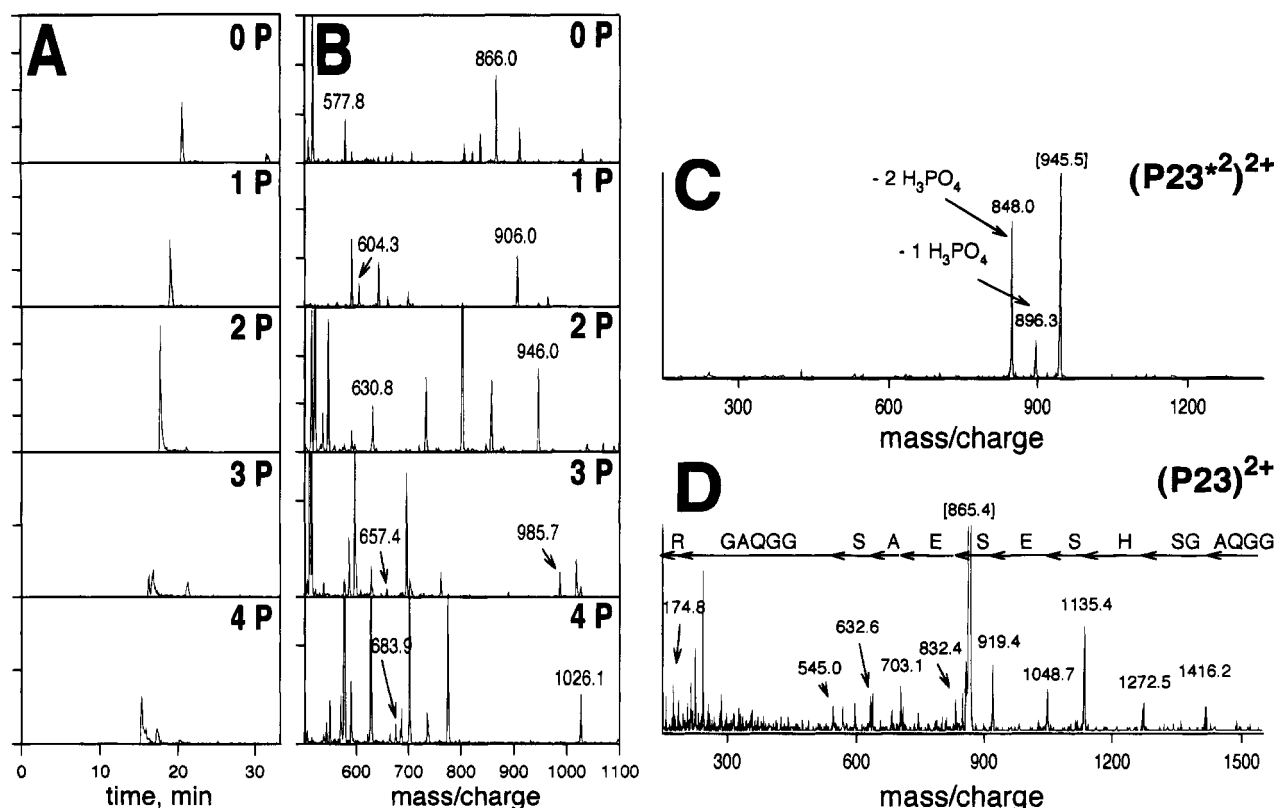 A
0 P
1 P
2 P
3 P
4 P
0 10 20 30
time, min
B
0 P
577.8
866.0
1 P
604.3
906.0
2 P
630.8
946.0
3 P
657.4
985.7
4 P
683.9
1026.1
600 700 800 900 1000 1100
mass/charge
C
(P23*2)2+
[945.5]
- 2 H3PO4
848.0
- 1 H3PO4
896.3
300 600 900 1200
mass/charge
D
(P23)2+
[865.4]
R GAQGG S A E S E S H SG AQGG
174.8
545.0
632.6
703.1
832.4
919.4
1048.7
1135.4
1272.5
1416.2
300 600 900 1200 1500
mass/charge